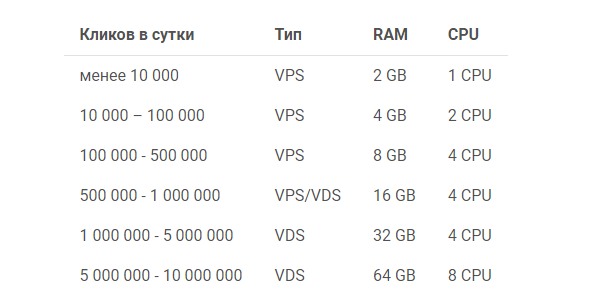 Кликов в сутки Тип RAM CPU
менее 10 000 VPS 2 GB 1 CPU
10 000 – 100 000 VPS 4 GB 2 CPU
100 000 - 500 000 VPS 8 GB 4 CPU
500 000 - 1 000 000 VPS/VDS 16 GB 4 CPU
1 000 000 - 5 000 000 VDS 32 GB 4 CPU
5 000 000 - 10 000 000 VDS 64 GB 8 CPU